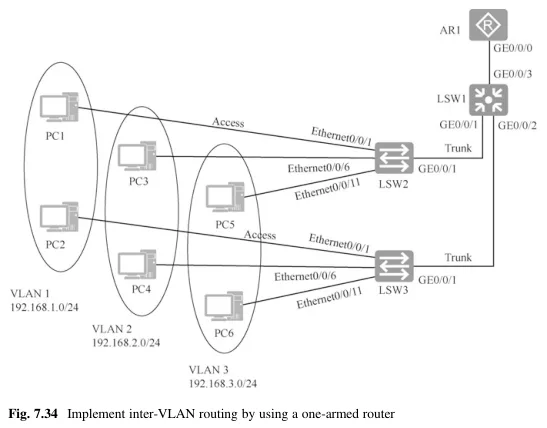 AR1
R
GE0/0/0
GE0/0/3
LSW1
GE0/0/1
GE0/0/2
PC1
Access
Ethernet0/0/1
Trunk
PC3
Ethernet0/0/6
GE0/0/1
Ethernet0/0/11
LSW2
PC5
PC2
Access
Ethernet0/0/1
Trunk
PC4
Ethernet0/0/6
GE0/0/1
Ethernet0/0/11
LSW3
VLAN 1
192.168.1.0/24
PC6
VLAN 2
192.168.2.0/24
VLAN 3
192.168.3.0/24
Fig. 7.34 Implement inter-VLAN routing by using a one-armed router